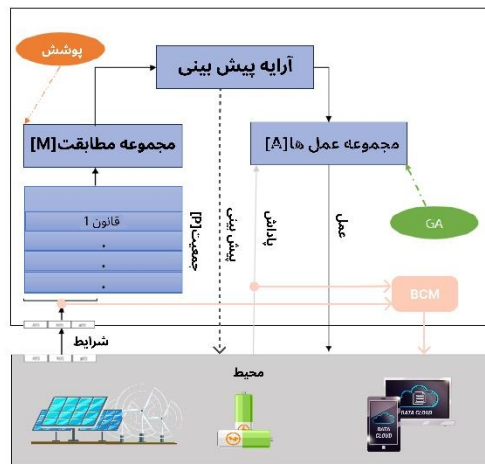 پوشش
آرایه پیش بینی
مجموعه مطابقت[M]
مجموعه عمل ها[A]
قانون 1
.
.
.
جمعیت[P]
پیش بینی
پاداش
عمل
GA
BCM
شرایط
محیط
DATA CLOUD
DATA
CLOUD